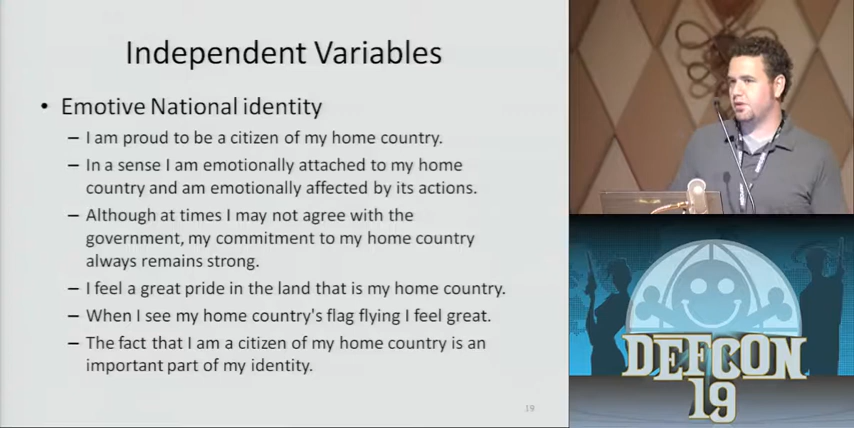 Independent Variables
• Emotive National identity
– I am proud to be a citizen of my home country.
– In a sense I am emotionally attached to my home
country and am emotionally affected by its actions.
– Although at times I may not agree with the
government, my commitment to my home country
always remains strong.
– I feel a great pride in the land that is my home country.
– When I see my home country's flag flying I feel great.
– The fact that I am a citizen of my home country is an
important part of my identity.
19
DEFCON
19